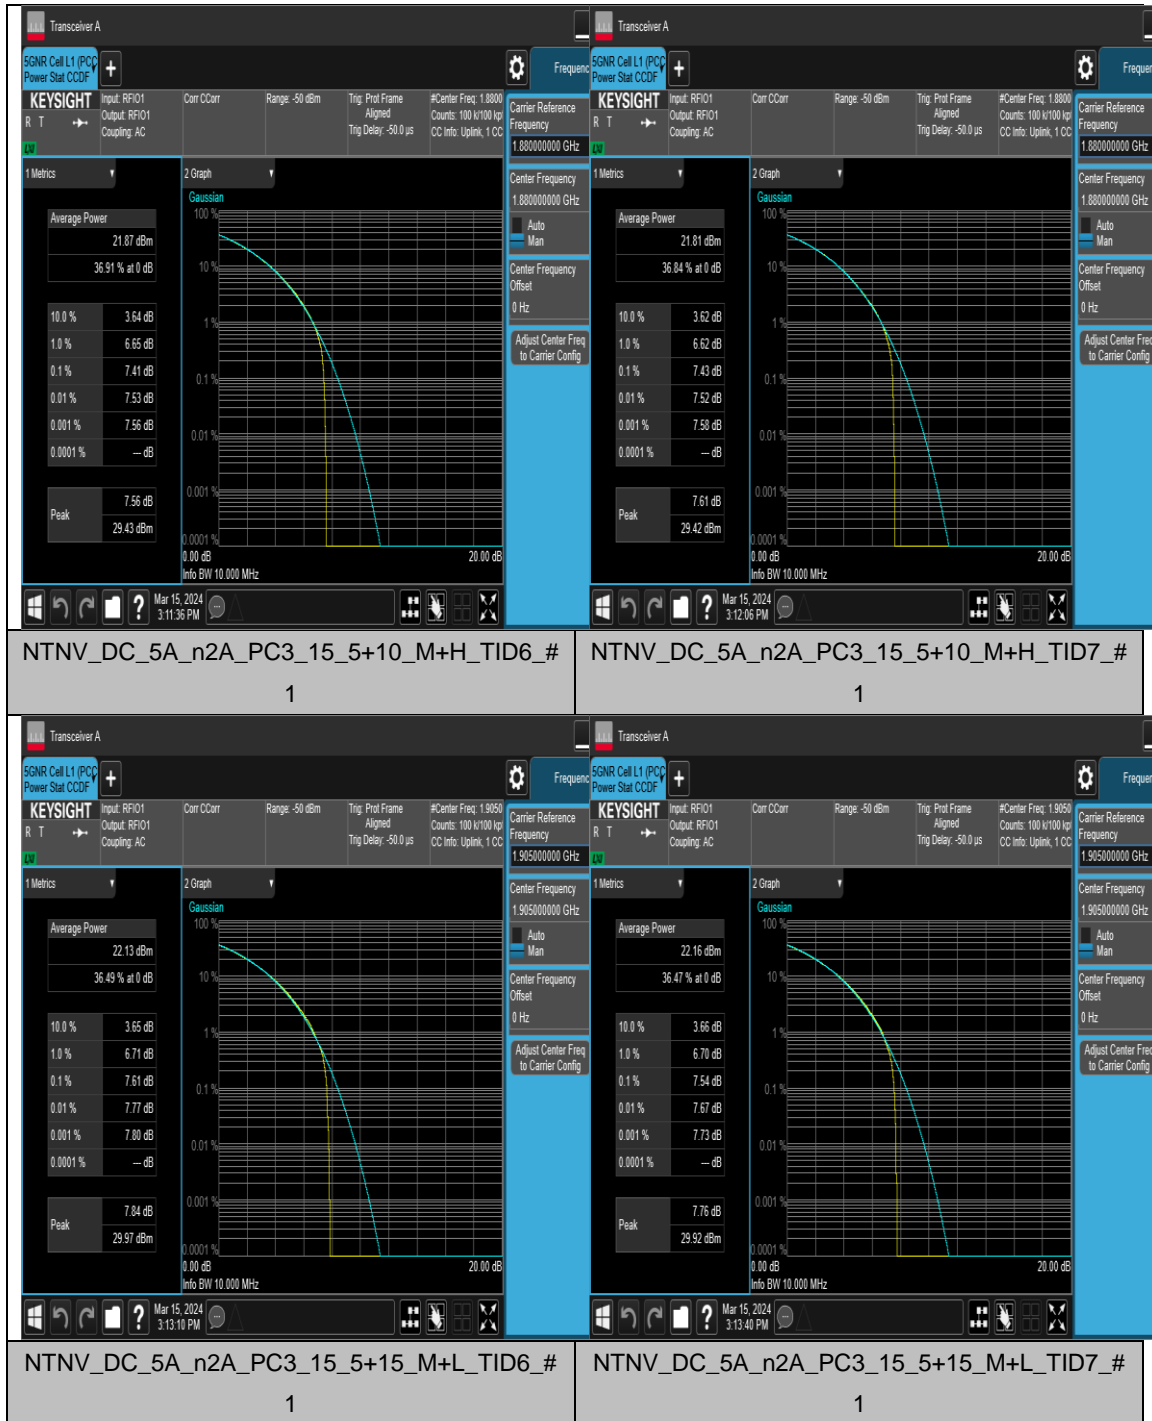 Transceiver A
5GNR Cell L1 (PCC
Power Stat CCDF
Frequenc
KEYSIGHT
R T
LXI
Input: RFIO1
Output: RFIO1
Coupling: AC
Corr CCorr
Range: -50 dBm
Trig: Prot Frame
Aligned
Trig Delay: -50.0 µs
#Center Freq: 1.8800
Counts: 100 k/100 kp
CC Info: Uplink, 1 CC
Carrier Reference
Frequency
1.880000000 GHz
Center Frequency
1.880000000 GHz
Auto
Man
Center Frequency
Offset
0 Hz
Adjust Center Freq
to Carrier Config
1 Metrics
Average Power
21.87 dBm
36.91 % at 0 dB
10.0 % 3.64 dB
1.0 % 6.65 dB
0.1 % 7.41 dB
0.01 % 7.53 dB
0.001 % 7.56 dB
0.0001 % --- dB
Peak
7.56 dB
29.43 dBm
2 Graph
Gaussian
100 %
10 %
1 %
0.1 %
0.01 %
0.001 %
0.0001 %
0.00 dB 20.00 dB
Info BW 10.000 MHz
Mar 15, 2024
3:11:36 PM
Transceiver A
5GNR Cell L1 (PCC
Power Stat CCDF
Frequen
KEYSIGHT
R T
LXI
Input: RFIO1
Output: RFIO1
Coupling: AC
Corr CCorr
Range: -50 dBm
Trig: Prot Frame
Aligned
Trig Delay: -50.0 µs
#Center Freq: 1.8800
Counts: 100 k/100 kp
CC Info: Uplink, 1 CC
Carrier Reference
Frequency
1.880000000 GHz
Center Frequency
1.880000000 GHz
Auto
Man
Center Frequency
Offset
0 Hz
Adjust Center Freq
to Carrier Config
1 Metrics
Average Power
21.81 dBm
36.84 % at 0 dB
10.0 % 3.62 dB
1.0 % 6.62 dB
0.1 % 7.43 dB
0.01 % 7.52 dB
0.001 % 7.58 dB
0.0001 % --- dB
Peak
7.61 dB
29.42 dBm
2 Graph
Gaussian
100 %
10 %
1 %
0.1 %
0.01 %
0.001 %
0.0001 %
0.00 dB 20.00 dB
Info BW 10.000 MHz
Mar 15, 2024
3:12:06 PM
NTNV_DC_5A_n2A_PC3_15_5+10_M+H_TID6_#
1
NTNV_DC_5A_n2A_PC3_15_5+10_M+H_TID7_#
1
Transceiver A
5GNR Cell L1 (PCC
Power Stat CCDF
Frequenc
KEYSIGHT
R T
LXI
Input: RFIO1
Output: RFIO1
Coupling: AC
Corr CCorr
Range: -50 dBm
Trig: Prot Frame
Aligned
Trig Delay: -50.0 µs
#Center Freq: 1.9050
Counts: 100 k/100 kp
CC Info: Uplink, 1 CC
Carrier Reference
Frequency
1.905000000 GHz
Center Frequency
1.905000000 GHz
Auto
Man
Center Frequency
Offset
0 Hz
Adjust Center Freq
to Carrier Config
1 Metrics
Average Power
22.13 dBm
36.49 % at 0 dB
10.0 % 3.65 dB
1.0 % 6.71 dB
0.1 % 7.61 dB
0.01 % 7.77 dB
0.001 % 7.80 dB
0.0001 % --- dB
Peak
7.84 dB
29.97 dBm
2 Graph
Gaussian
100 %
10 %
1 %
0.1 %
0.01 %
0.001 %
0.0001 %
0.00 dB 20.00 dB
Info BW 10.000 MHz
Mar 15, 2024
3:13:10 PM
Transceiver A
5GNR Cell L1 (PCC
Power Stat CCDF
Frequen
KEYSIGHT
R T
LXI
Input: RFIO1
Output: RFIO1
Coupling: AC
Corr CCorr
Range: -50 dBm
Trig: Prot Frame
Aligned
Trig Delay: -50.0 µs
#Center Freq: 1.9050
Counts: 100 k/100 kp
CC Info: Uplink, 1 CC
Carrier Reference
Frequency
1.905000000 GHz
Center Frequency
1.905000000 GHz
Auto
Man
Center Frequency
Offset
0 Hz
Adjust Center Freq
to Carrier Config
1 Metrics
Average Power
22.16 dBm
36.47 % at 0 dB
10.0 % 3.66 dB
1.0 % 6.70 dB
0.1 % 7.54 dB
0.01 % 7.67 dB
0.001 % 7.73 dB
0.0001 % --- dB
Peak
7.76 dB
29.92 dBm
2 Graph
Gaussian
100 %
10 %
1 %
0.1 %
0.01 %
0.001 %
0.0001 %
0.00 dB 20.00 dB
Info BW 10.000 MHz
Mar 15, 2024
3:13:40 PM
NTNV_DC_5A_n2A_PC3_15_5+15_M+L_TID6_#
1
NTNV_DC_5A_n2A_PC3_15_5+15_M+L_TID7_#
1